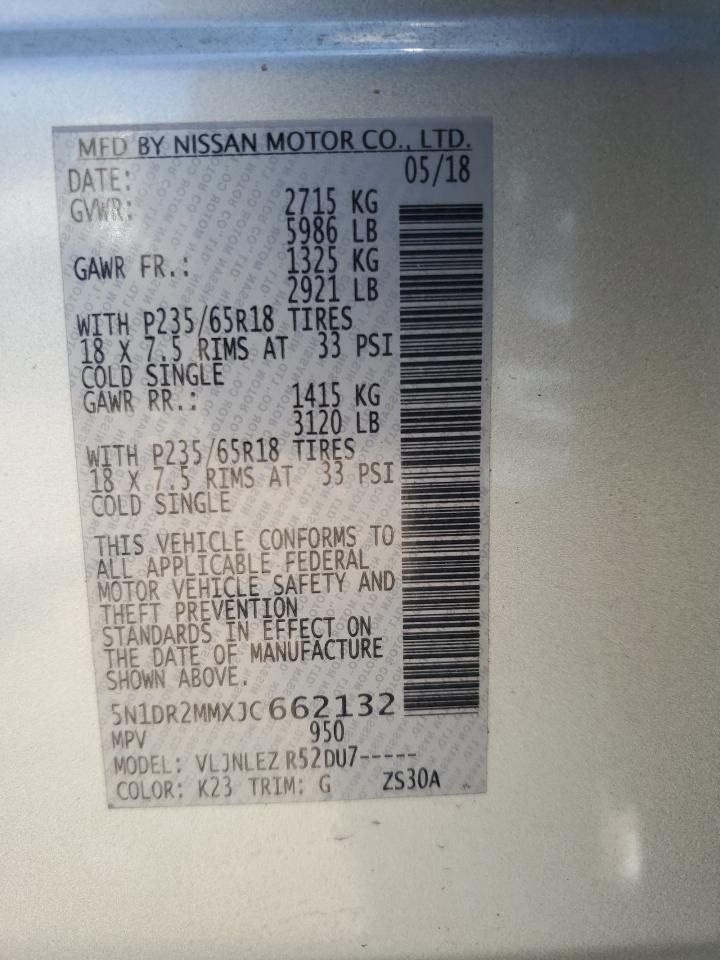 MFD BY NISSAN MOTOR CO., LTD.
DATE: 05/18
GVWR: 2715 KG
5986 LB
GAWR FR.: 1325 KG
2921 LB
WITH P235/65R18 TIRES
18 X 7.5 RIMS AT 33 PSI
COLD SINGLE
GAWR RR.: 1415 KG
3120 LB
WITH P235/65R18 TIRES
18 X 7.5 RIMS AT 33 PSI
COLD SINGLE
THIS VEHICLE CONFORMS TO
ALL APPLICABLE FEDERAL
MOTOR VEHICLE SAFETY AND
THEFT PREVENTION
STANDARDS IN EFFECT ON
THE DATE OF MANUFACTURE
SHOWN ABOVE.
5N1DR2MMXJC662132
MPV 950
MODEL: VLJNLEZ R52DU7-----
COLOR: K23 TRIM: G ZS30A